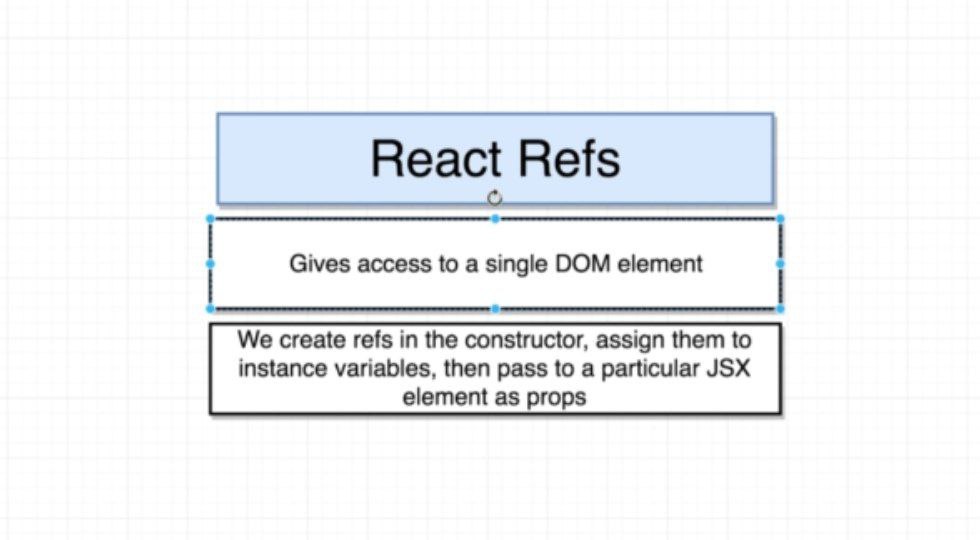 React Refs
Gives access to a single DOM element
We create refs in the constructor, assign them to
instance variables, then pass to a particular JSX
element as props